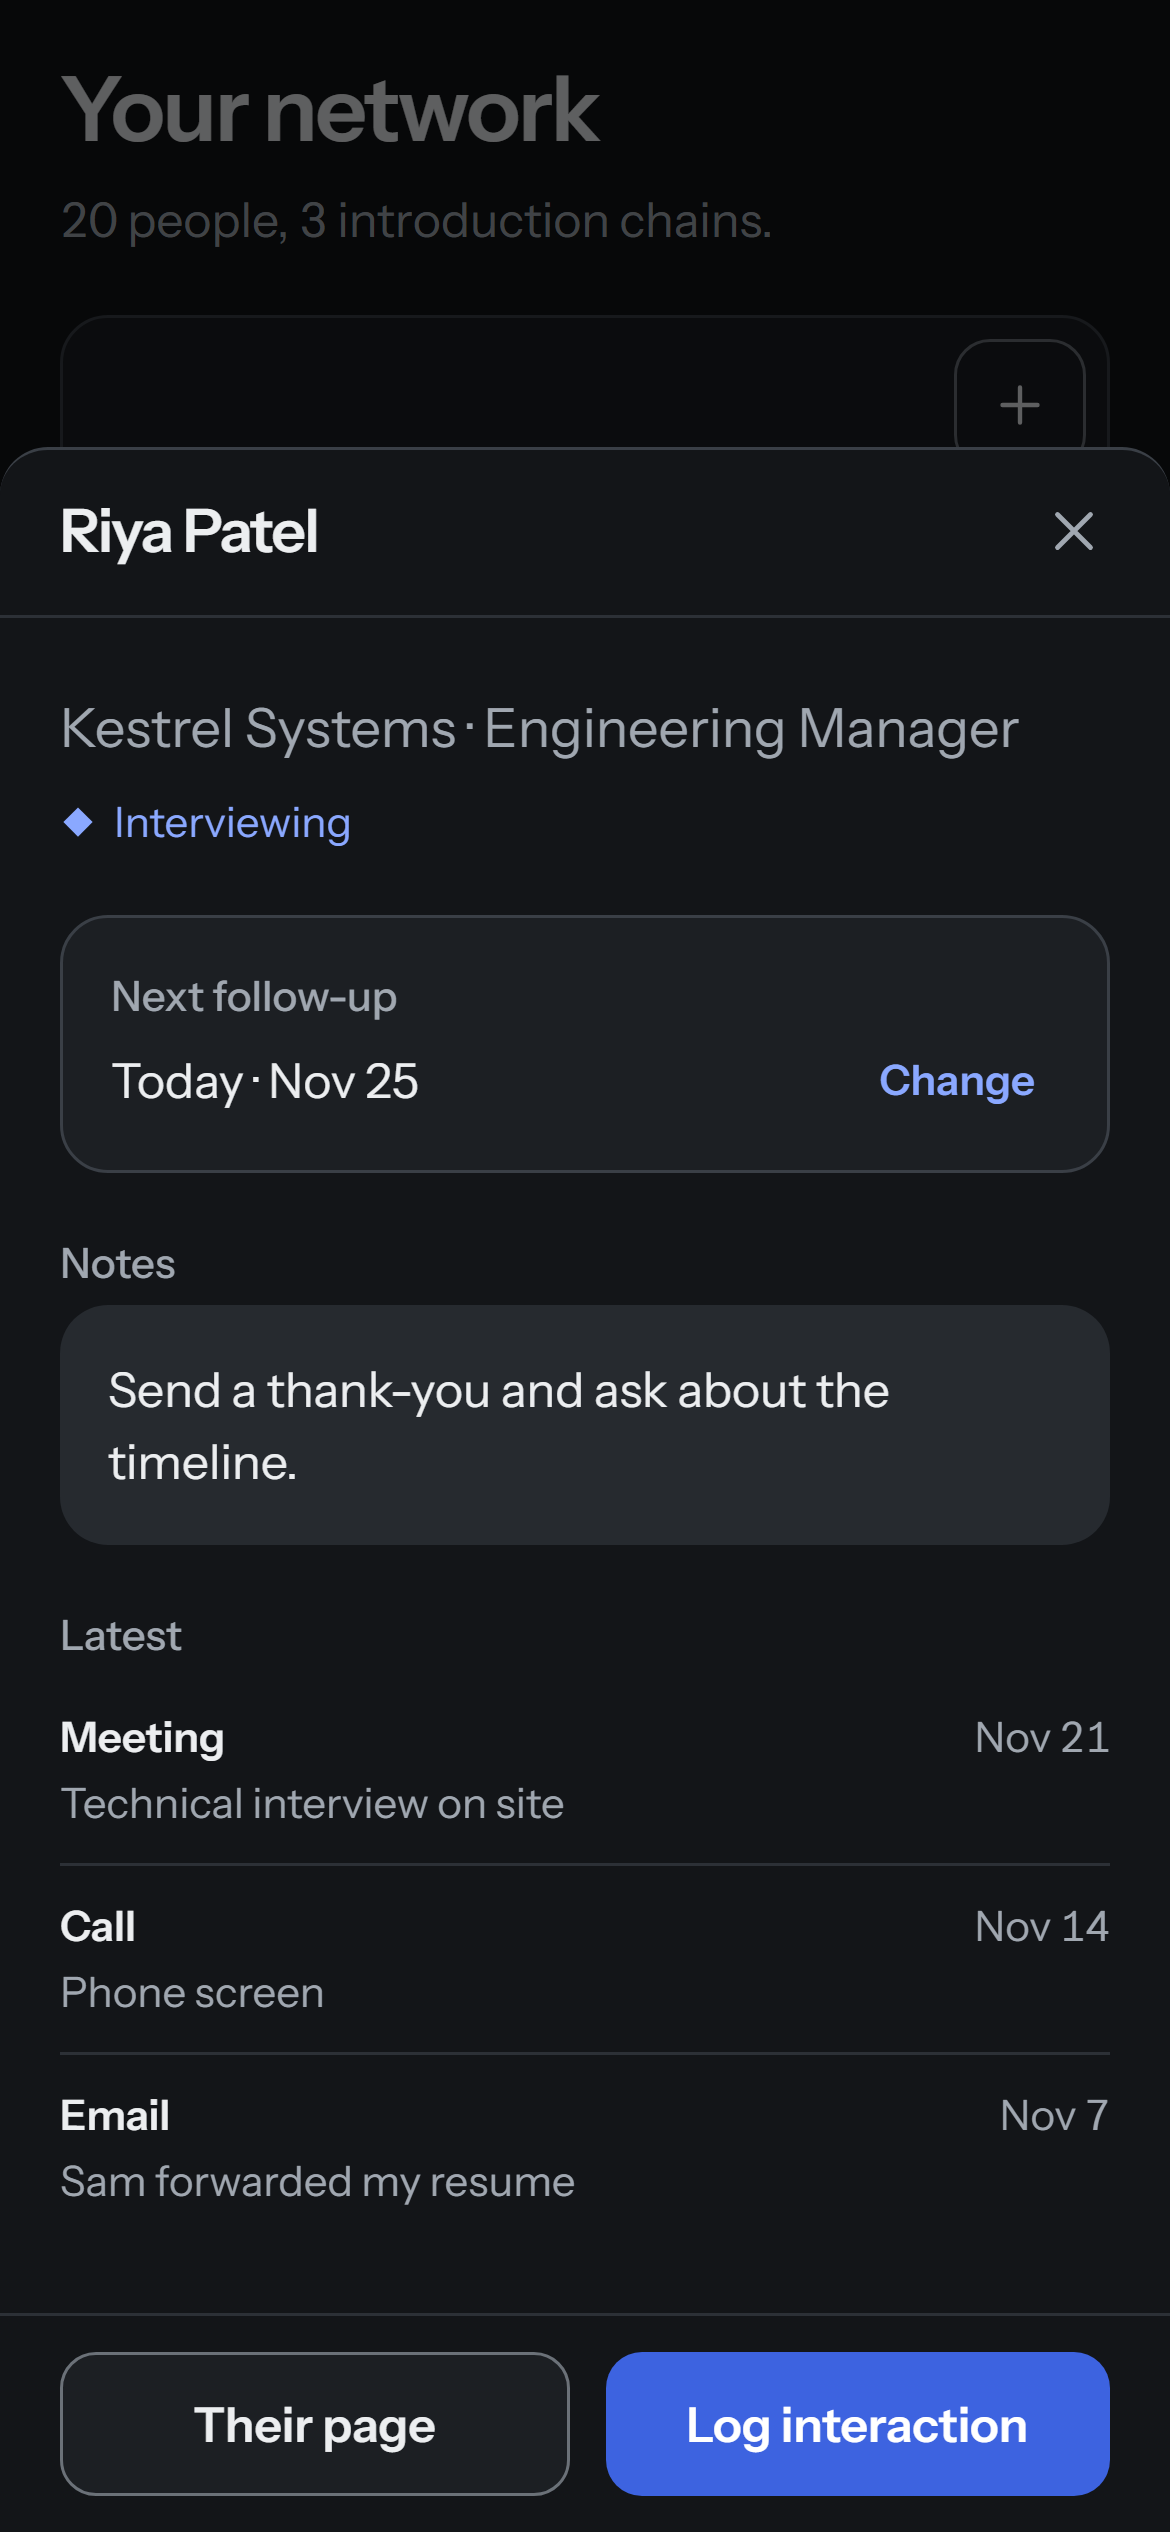 Your network
20 people, 3 introduction chains.
Riya Patel
Kestrel Systems · Engineering Manager
Interviewing
Next follow-up
Today · Nov 25
Change
Notes
Send a thank-you and ask about the
timeline.
Latest
Meeting
Nov 21
Technical interview on site
Call
Nov 14
Phone screen
Email
Nov 7
Sam forwarded my resume
Their page
Log interaction